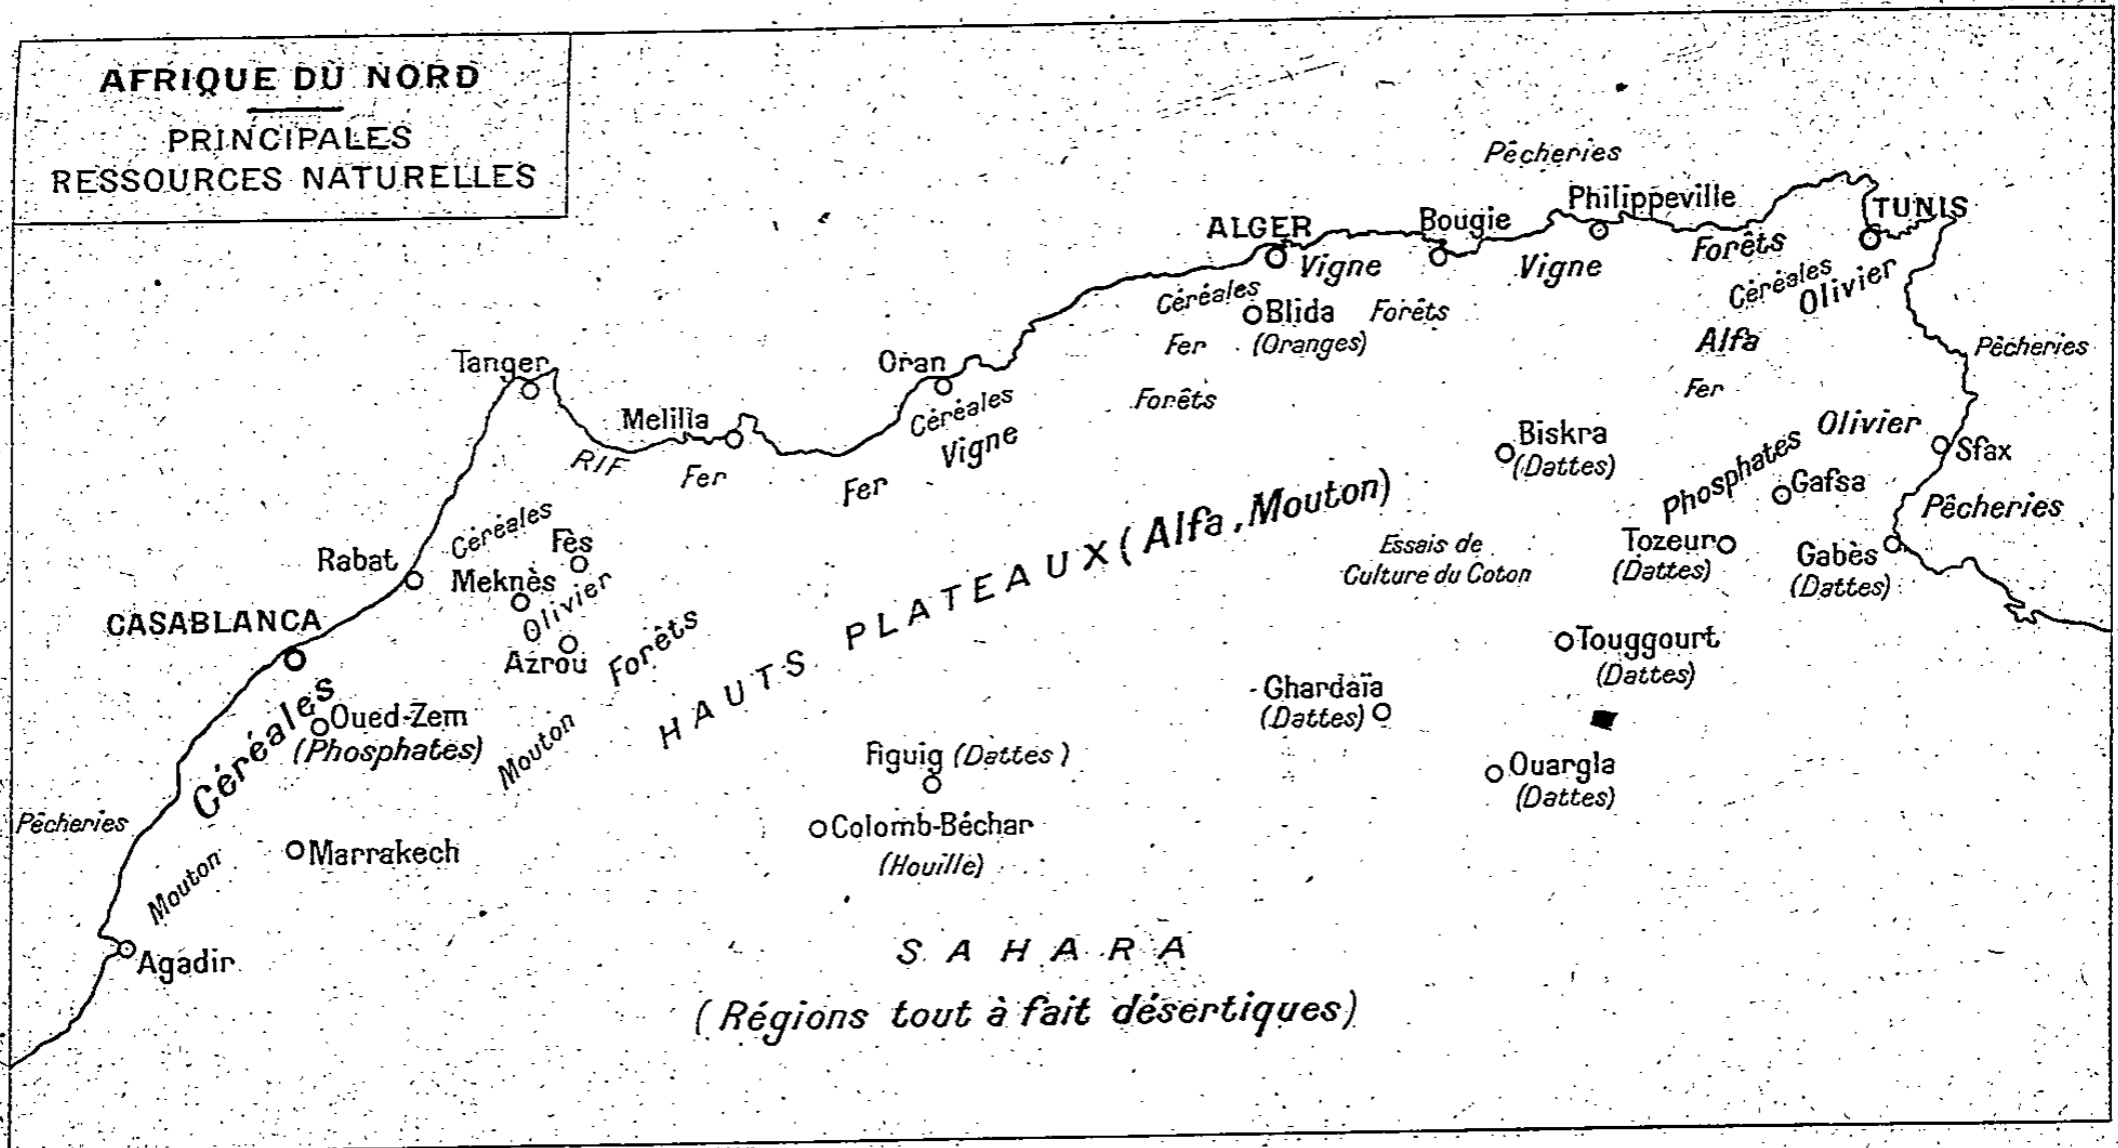 AFRIQUE DU NORD
PRINCIPALES
RESSOURCES NATURELLES
Pêcheries
Philippeville
TUNIS
ALGER
Bougie
Vigne
Vigne
Forêts
Céréales
Olivier
Céréales
Blida
(Oranges)
Forêts
Fer
Alfa
Pêcheries
Tanger
Oran
Forêts
Fer
Melilla
Céréales
Vigne
RIF
Fer
Fer
Biskra
(Dattes)
Olivier
Sfax
Phosphates
Gafsa
Pêcheries
HAUTS PLATEAUX (Alfa, Mouton)
Céréales
Fès
Rabat
Meknès
Olivier
Essais de
Culture du Coton
Tozeur
(Dattes)
Gabès
(Dattes)
CASABLANCA
Azrou
Forêts
Touggourt
(Dattes)
Céréales
Oued-Zem
(Phosphates)
Mouton
Ghardaïa
(Dattes)
Figuig (Dattes)
Ouargla
(Dattes)
Pêcheries
Colomb-Béchar
(Houille)
Marrakech
Mouton
Agadir
SAHARA
(Régions tout à fait désertiques)